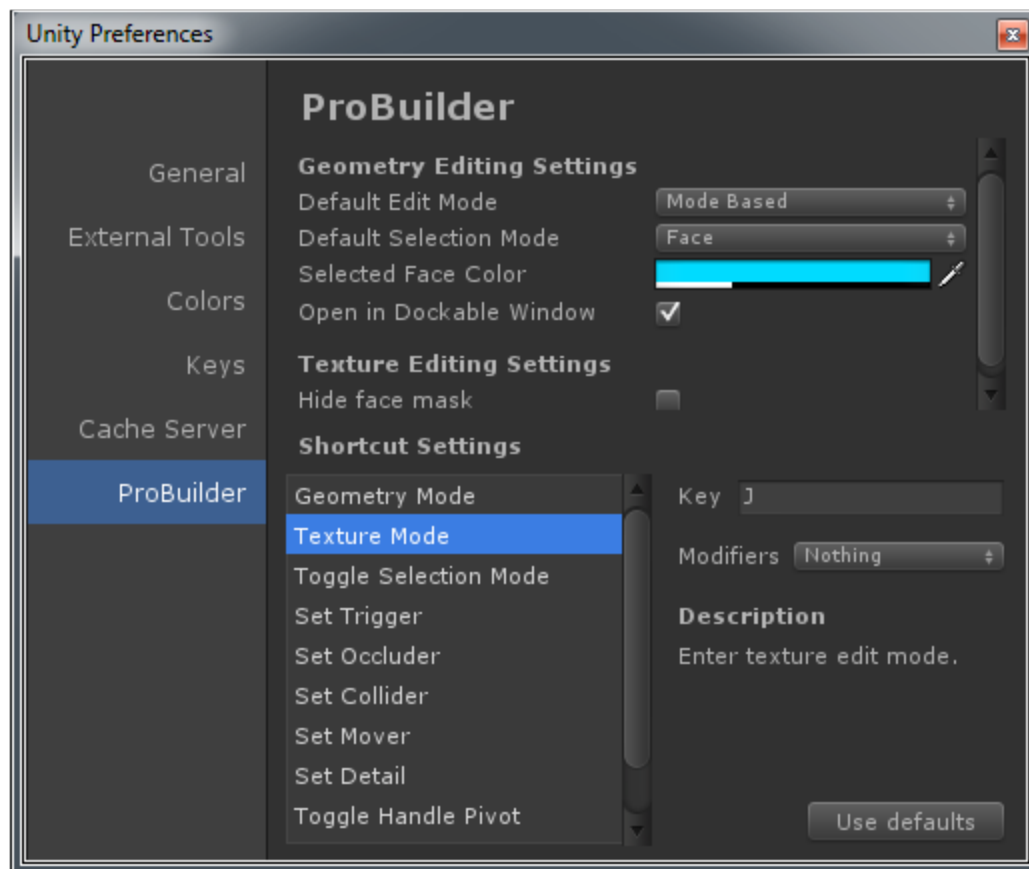 Unity Preferences
General
External Tools
Colors
Keys
Cache Server
ProBuilder
ProBuilder
Geometry Editing Settings
Default Edit Mode Mode Based
Default Selection Mode Face
Selected Face Color
Open in Dockable Window
Texture Editing Settings
Hide face mask
Shortcut Settings
Geometry Mode
Texture Mode
Toggle Selection Mode
Set Trigger
Set Occluder
Set Collider
Set Mover
Set Detail
Toggle Handle Pivot
Key J
Modifiers Nothing
Description
Enter texture edit mode.
Use defaults